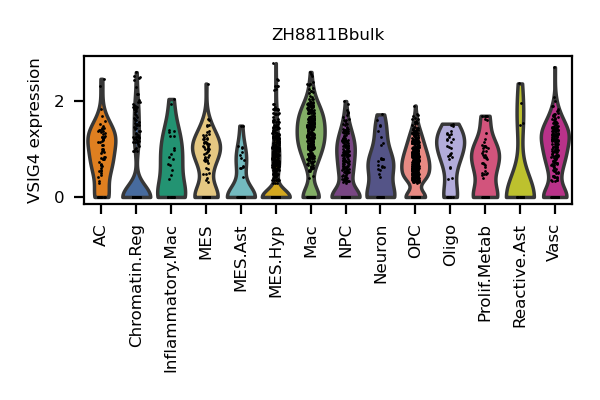 ZH8811Bbulk
VSIG4 expression
2
0
AC
Chromatin.Reg
Inflammatory.Mac
MES
MES.Ast
MES.Hyp
Mac
NPC
Neuron
OPC
Oligo
Prolif.Metab
Reactive.Ast
Vasc